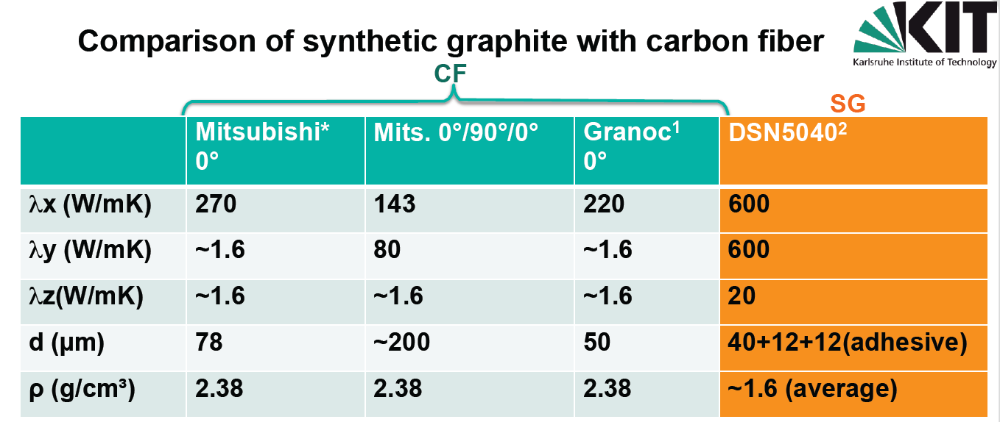 Comparison of synthetic graphite with carbon fiber
KIT
Karlsruhe Institute of Technology
CF
SG
Mitsubishi* 0° Mits. 0°/90°/0° Granoc¹ 0° DSN5040²
λx (W/mK) 270 143 220 600
λy (W/mK) ~1.6 80 ~1.6 600
λz(W/mK) ~1.6 ~1.6 ~1.6 20
d (µm) 78 ~200 50 40+12+12(adhesive)
ρ (g/cm³) 2.38 2.38 2.38 ~1.6 (average)